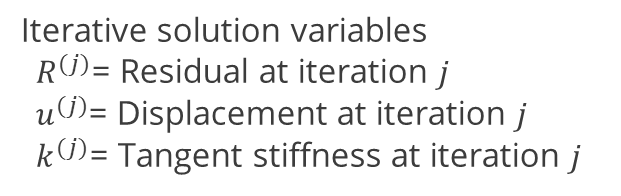 Iterative solution variables
R⁽ʲ⁾= Residual at iteration j
u⁽ʲ⁾= Displacement at iteration j
k⁽ʲ⁾= Tangent stiffness at iteration j